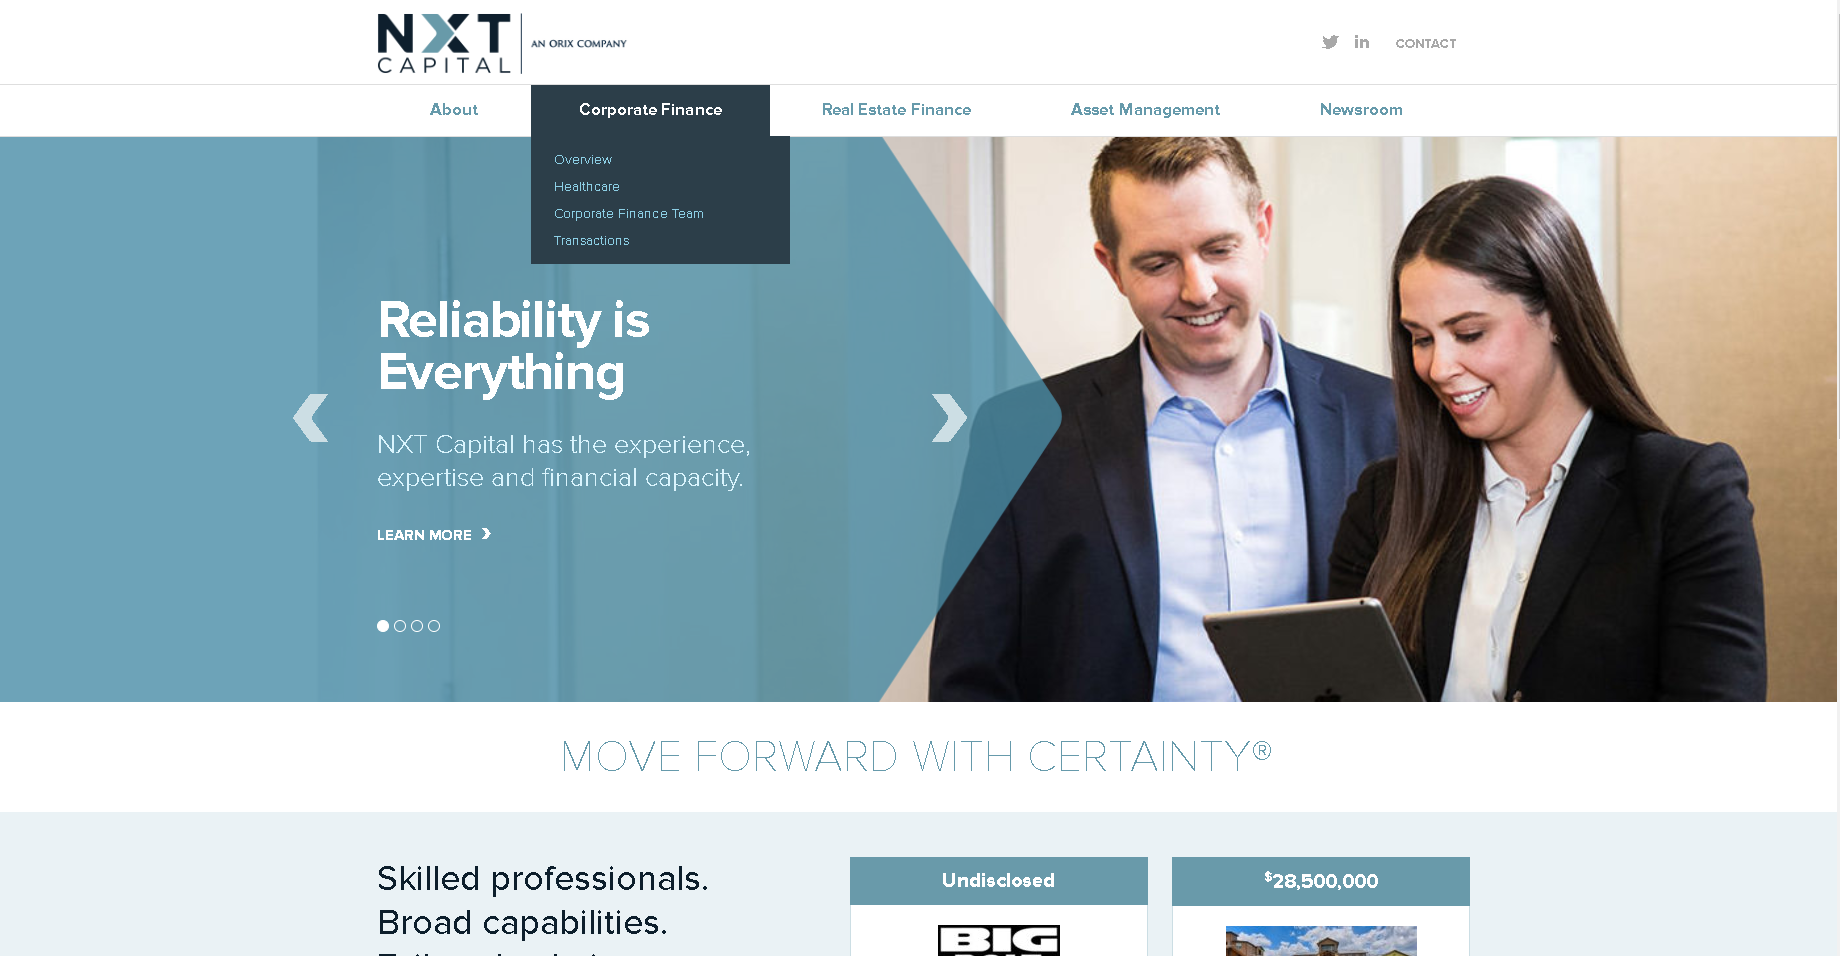 NXT
CAPITAL
AN ORIX COMPANY
CONTACT
About
Corporate Finance
Real Estate Finance
Asset Management
Newsroom
Overview
Healthcare
Corporate Finance Team
Transactions
Reliability is
Everything
NXT Capital has the experience,
expertise and financial capacity.
LEARN MORE
MOVE FORWARD WITH CERTAINTY®
Skilled professionals.
Broad capabilities.
Undisclosed
$28,500,000
BIG